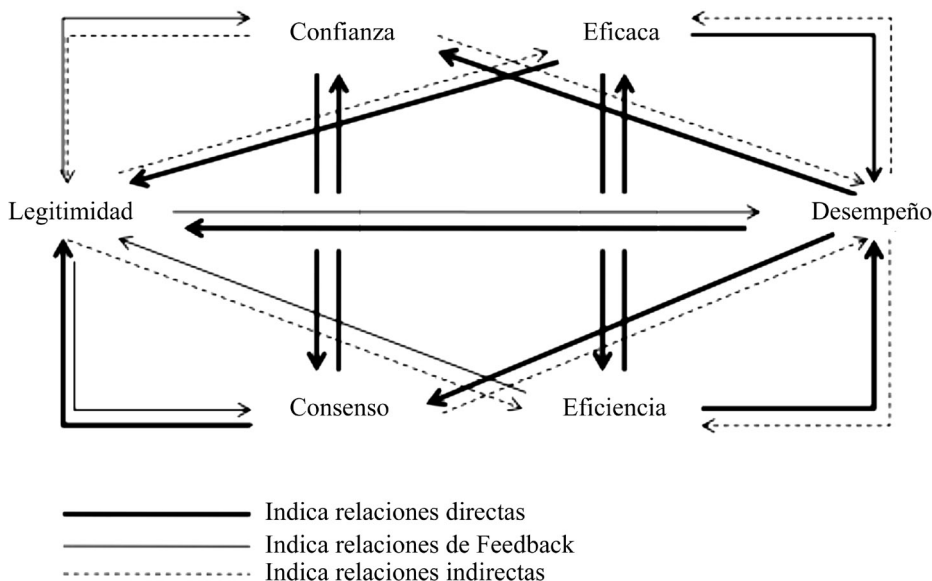 Confianza
Eficaca
Legitimidad
Desempeño
Consenso
Eficiencia
Indica relaciones directas
Indica relaciones de Feedback
Indica relaciones indirectas